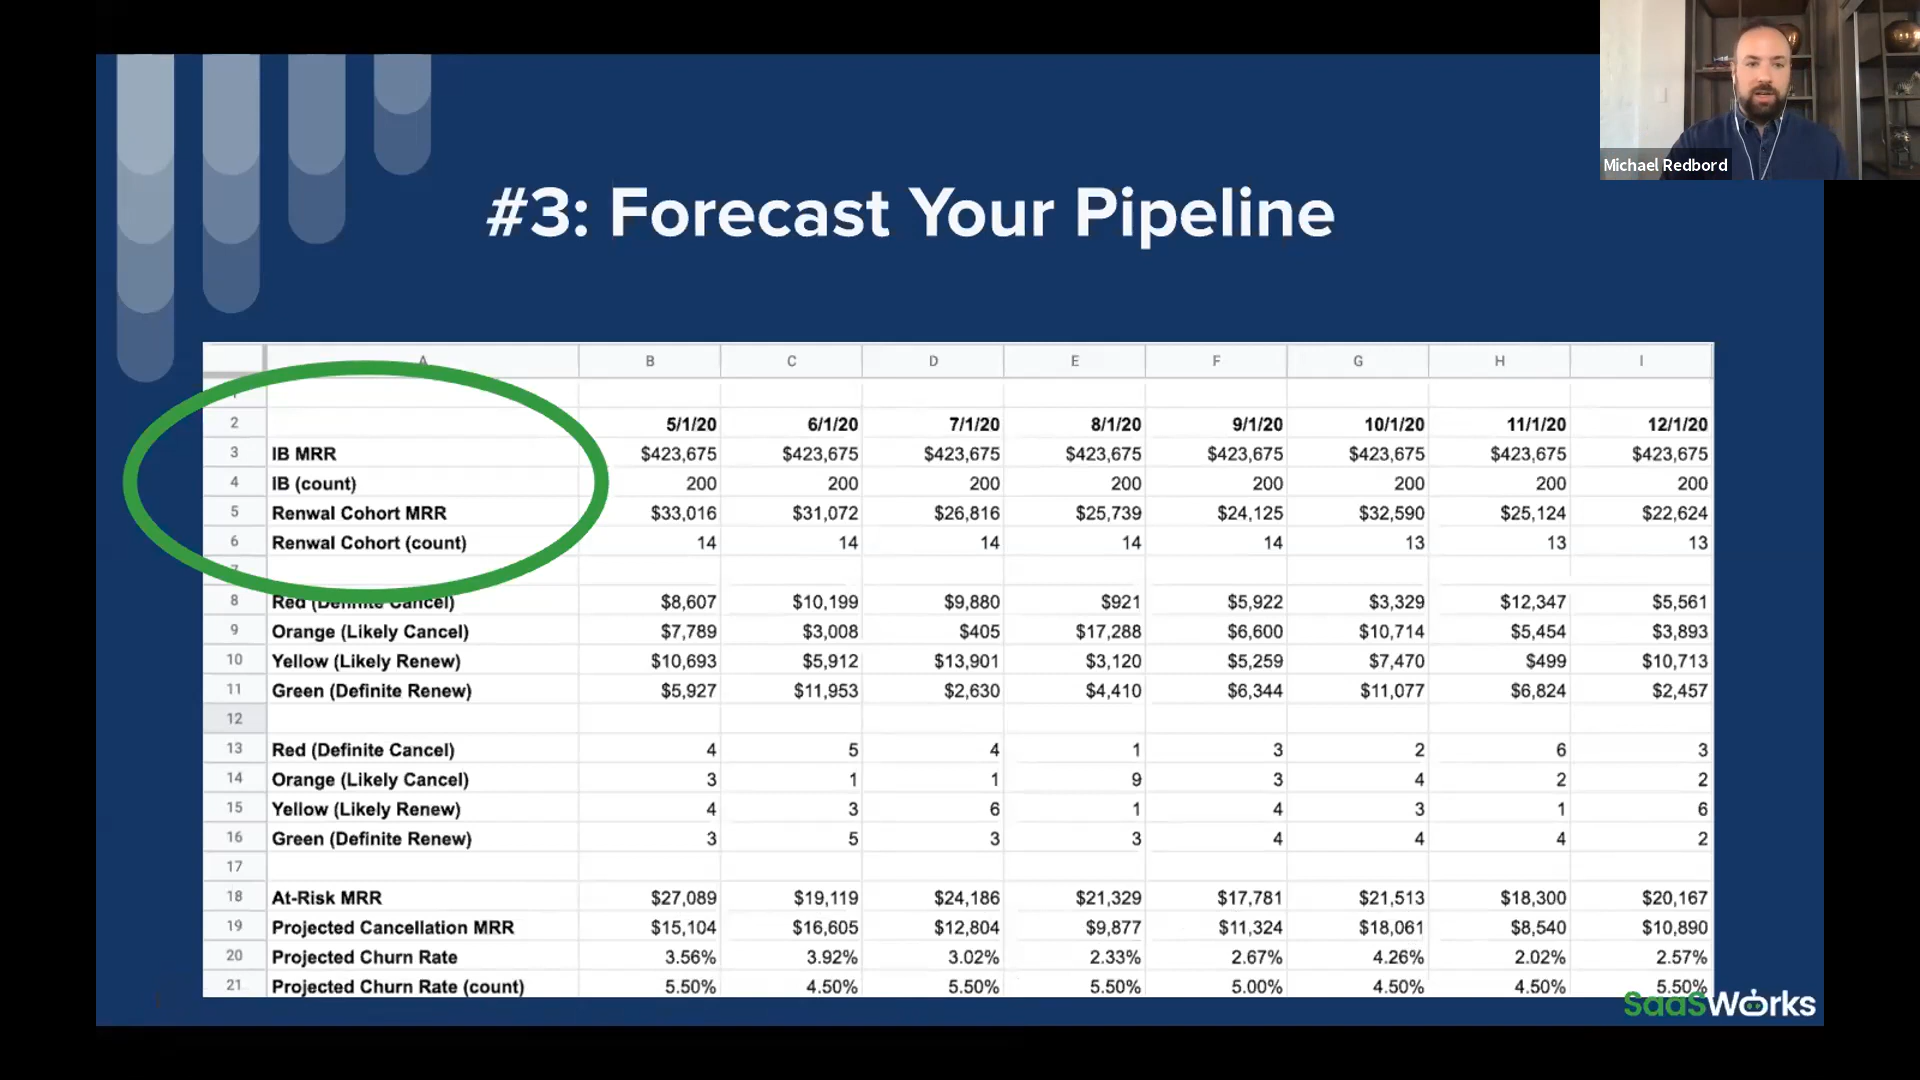 Michael Redbord
#3: Forecast Your Pipeline
A B C D E F G H I
1
2 5/1/20 6/1/20 7/1/20 8/1/20 9/1/20 10/1/20 11/1/20 12/1/20
3 IB MRR $423,675 $423,675 $423,675 $423,675 $423,675 $423,675 $423,675 $423,675
4 IB (count) 200 200 200 200 200 200 200 200
5 Renwal Cohort MRR $33,016 $31,072 $26,816 $25,739 $24,125 $32,590 $25,124 $22,624
6 Renwal Cohort (count) 14 14 14 14 14 13 13 13
7
8 Red (Definite Cancel) $8,607 $10,199 $9,880 $921 $5,922 $3,329 $12,347 $5,561
9 Orange (Likely Cancel) $7,789 $3,008 $405 $17,288 $6,600 $10,714 $5,454 $3,893
10 Yellow (Likely Renew) $10,693 $5,912 $13,901 $3,120 $5,259 $7,470 $499 $10,713
11 Green (Definite Renew) $5,927 $11,953 $2,630 $4,410 $6,344 $11,077 $6,824 $2,457
12
13 Red (Definite Cancel) 4 5 4 1 3 2 6 3
14 Orange (Likely Cancel) 3 1 1 9 3 4 2 2
15 Yellow (Likely Renew) 4 3 6 1 4 3 1 6
16 Green (Definite Renew) 3 5 3 3 4 4 4 2
17
18 At-Risk MRR $27,089 $19,119 $24,186 $21,329 $17,781 $21,513 $18,300 $20,167
19 Projected Cancellation MRR $15,104 $16,605 $12,804 $9,877 $11,324 $18,061 $8,540 $10,890
20 Projected Churn Rate 3.56% 3.92% 3.02% 2.33% 2.67% 4.26% 2.02% 2.57%
21 Projected Churn Rate (count) 5.50% 4.50% 5.50% 5.50% 5.00% 4.50% 4.50% 5.50%
SaaSWorks